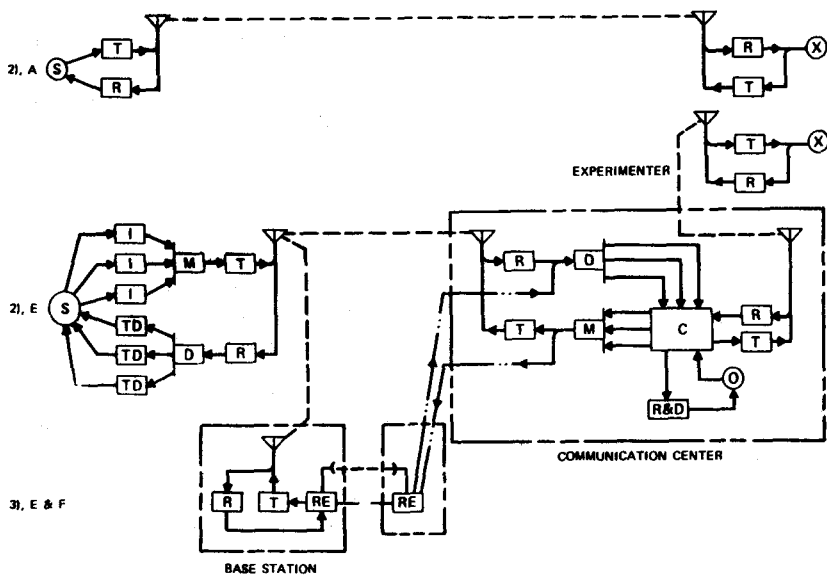 T
R
2), A
S
R
X
T
T
X
EXPERIMENTER
R
I
I
M
T
I
2), E
S
TD
TD
D
R
TD
R
D
T
M
C
R
T
O
R&D
COMMUNICATION CENTER
3), E & F
R
T
RE
RE
BASE STATION